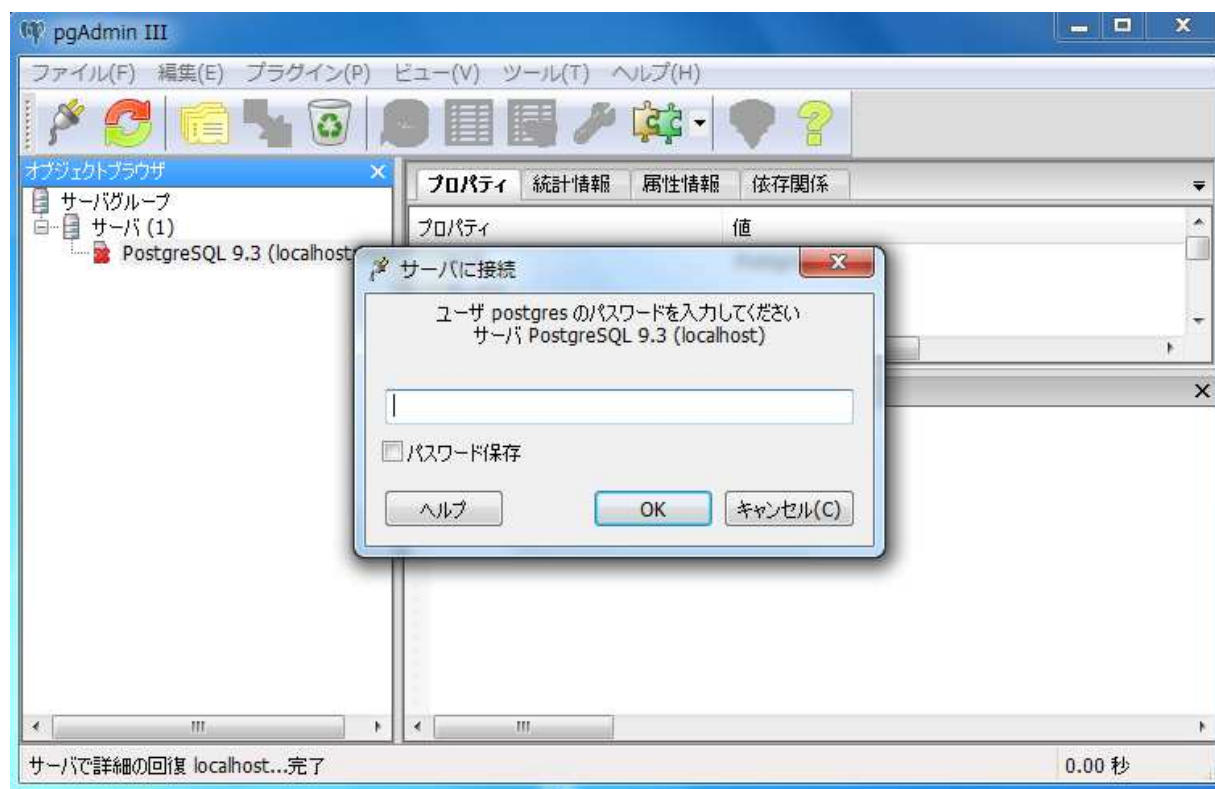 pgAdmin III
ファイル(F) 編集(E) プラグイン(P) ビュー(V) ツール(T) ヘルプ(H)
オブジェクトブラウザ
サーバグループ
サーバ (1)
PostgreSQL 9.3 (localhost
プロパティ 統計情報 属性情報 依存関係
プロパティ 値
サーバに接続
ユーザ postgres のパスワードを入力してください
サーバ PostgreSQL 9.3 (localhost)
パスワード保存
ヘルプ OK キャンセル(C)
サーバで詳細の回復 localhost...完了 0.00 秒